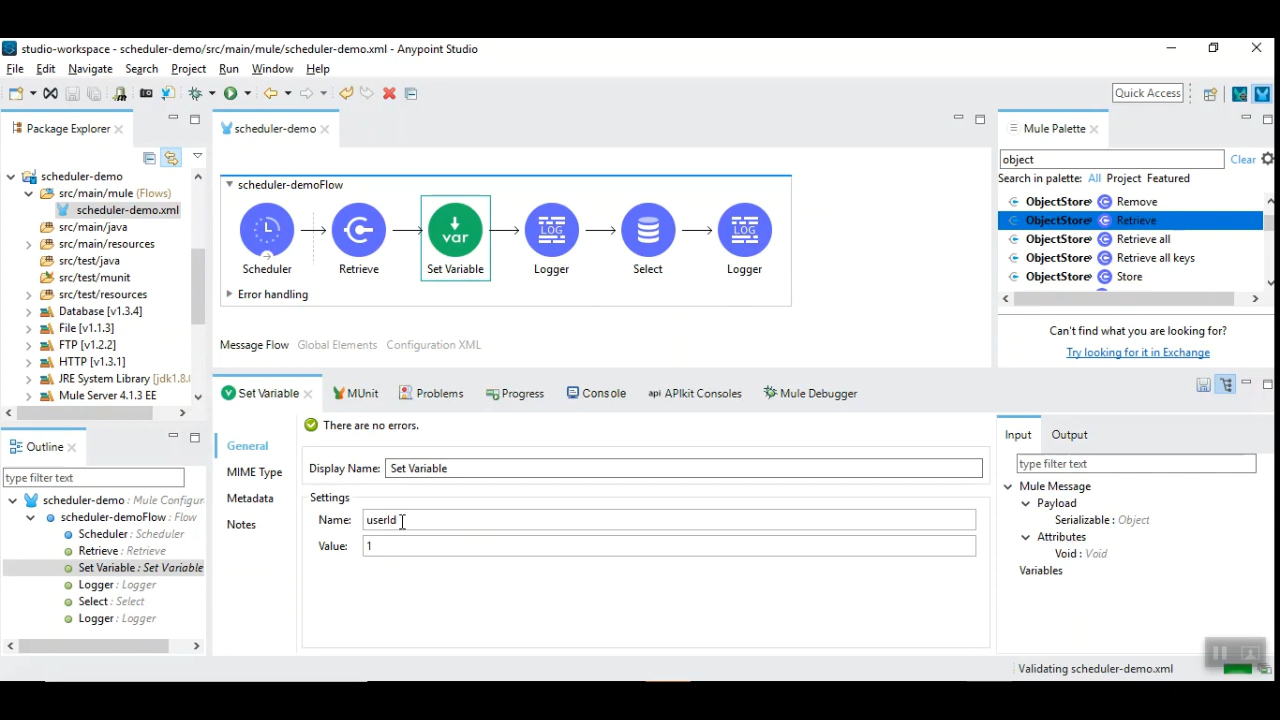 studio-workspace - scheduler-demo/src/main/mule/scheduler-demo.xml - Anypoint Studio
File Edit Navigate Search Project Run Window Help
Quick Access
Package Explorer
scheduler-demo
src/main/mule (Flows)
scheduler-demo.xml
src/main/java
src/main/resources
src/test/java
src/test/munit
src/test/resources
Database [v1.3.4]
File [v1.1.3]
FTP [v1.2.2]
HTTP [v1.3.1]
JRE System Library [jdk1.8.
Mule Server 4.1.3 EE
Outline
type filter text
scheduler-demo : Mule Configur
scheduler-demoFlow : Flow
Scheduler : Scheduler
Retrieve : Retrieve
Set Variable : Set Variable
Logger : Logger
Select : Select
Logger : Logger
scheduler-demo
scheduler-demoFlow
var
LOG
LOG
Scheduler Retrieve Set Variable Logger Select Logger
Error handling
Message Flow Global Elements Configuration XML
Mule Palette
object
Clear
Search in palette: All Project Featured
ObjectStore Remove
ObjectStore Retrieve
ObjectStore Retrieve all
ObjectStore Retrieve all keys
ObjectStore Store
Can't find what you are looking for?
Try looking for it in Exchange
Set Variable MUnit Problems Progress Console api APIkit Consoles Mule Debugger
There are no errors.
General
MIME Type
Metadata
Notes
Display Name: Set Variable
Settings
Name: userId
Value: 1
Input Output
type filter text
Mule Message
Payload
Serializable : Object
Attributes
Void : Void
Variables
Validating scheduler-demo.xml